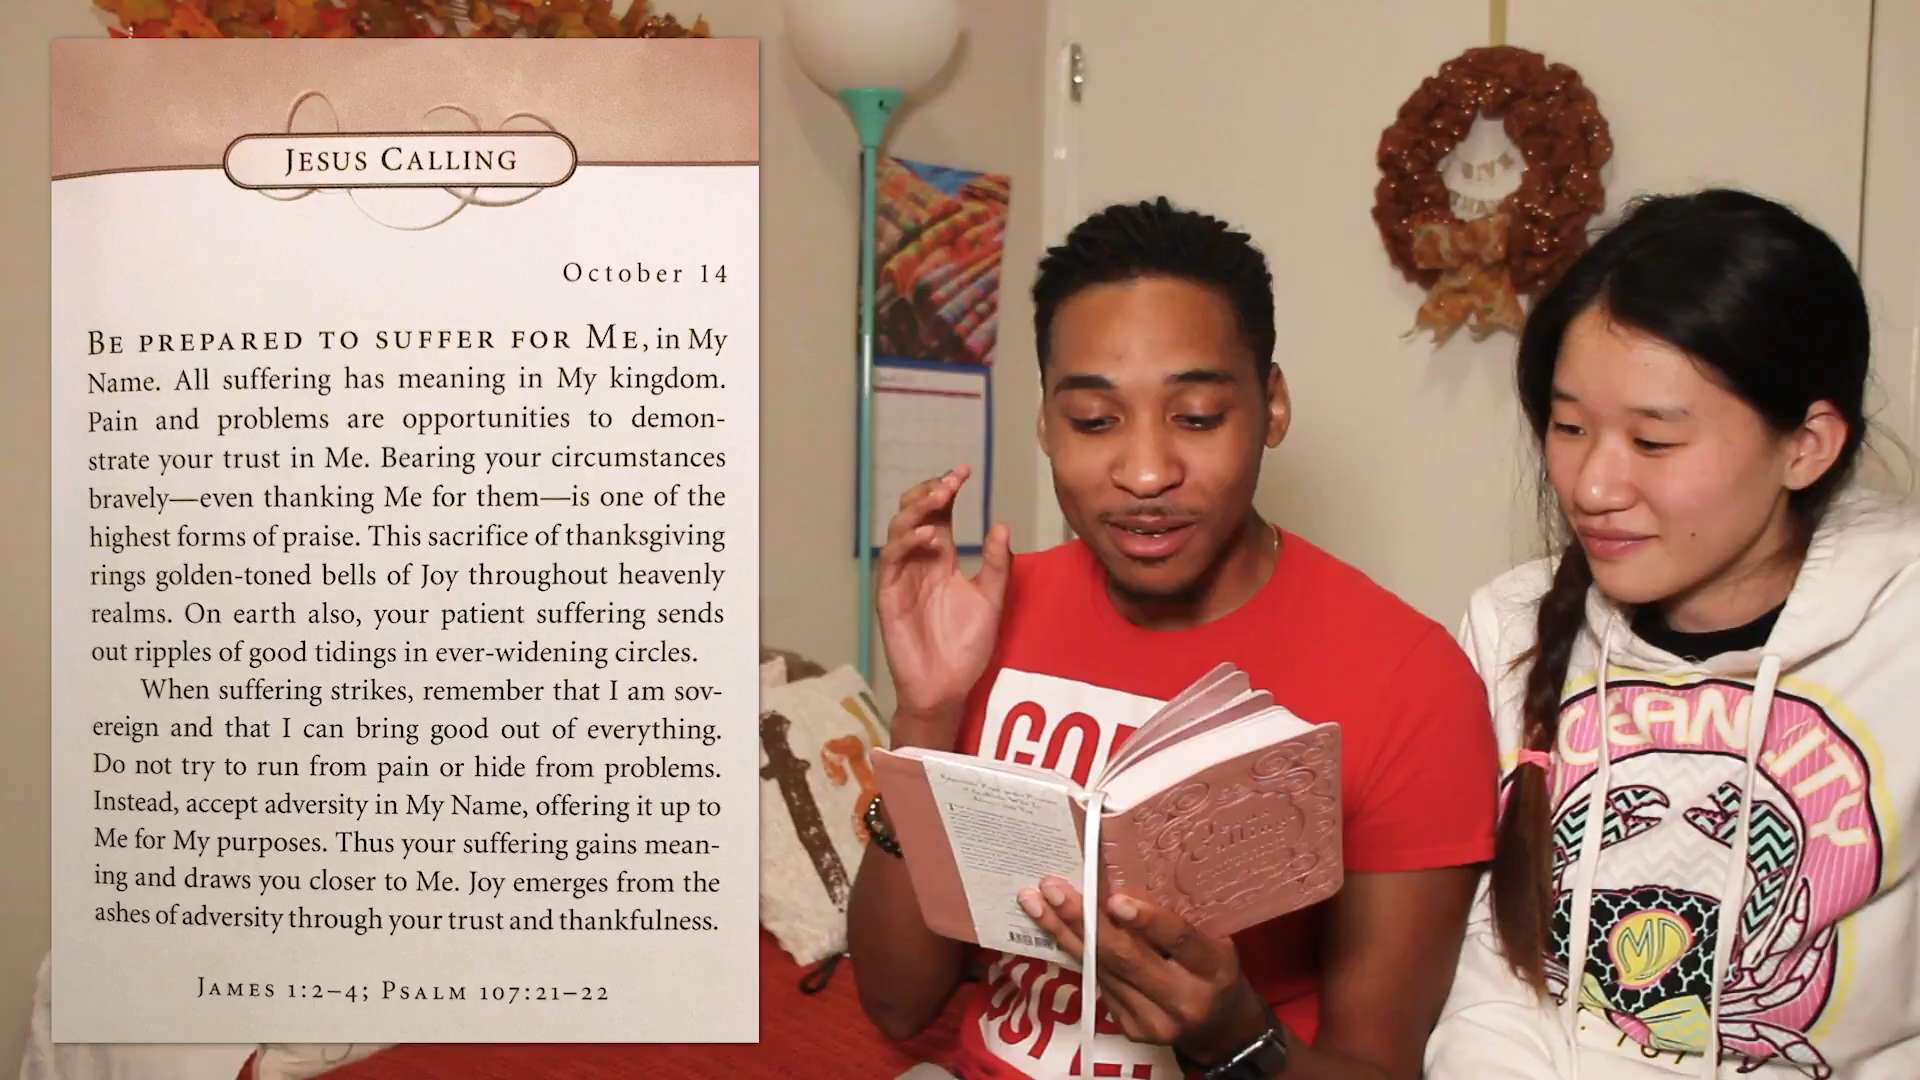 JESUS CALLING
October 14
BE PREPARED TO SUFFER FOR ME, in My
Name. All suffering has meaning in My kingdom.
Pain and problems are opportunities to demon-
strate your trust in Me. Bearing your circumstances
bravely—even thanking Me for them—is one of the
highest forms of praise. This sacrifice of thanksgiving
rings golden-toned bells of Joy throughout heavenly
realms. On earth also, your patient suffering sends
out ripples of good tidings in ever-widening circles.
When suffering strikes, remember that I am sov-
ereign and that I can bring good out of everything.
Do not try to run from pain or hide from problems.
Instead, accept adversity in My Name, offering it up to
Me for My purposes. Thus your suffering gains mean-
ing and draws you closer to Me. Joy emerges from the
ashes of adversity through your trust and thankfulness.
JAMES 1:2–4; PSALM 107:21–22
GIVE
Jesus
Calling
MD